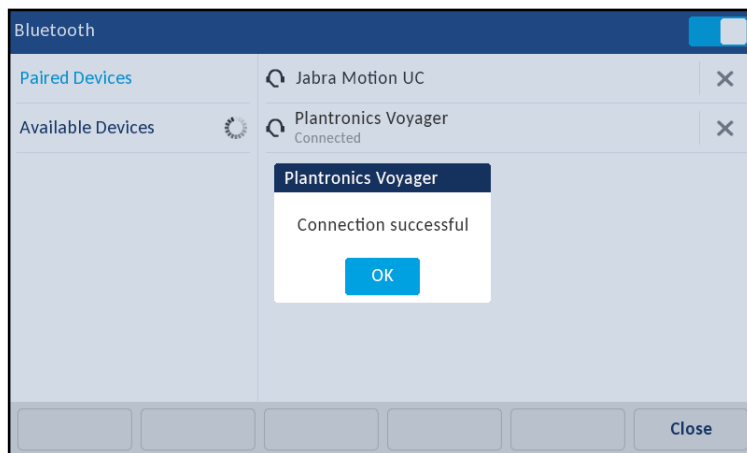 Bluetooth
Paired Devices
Available Devices
Jabra Motion UC
Plantronics Voyager
Connected
Plantronics Voyager
Connection successful
OK
Close